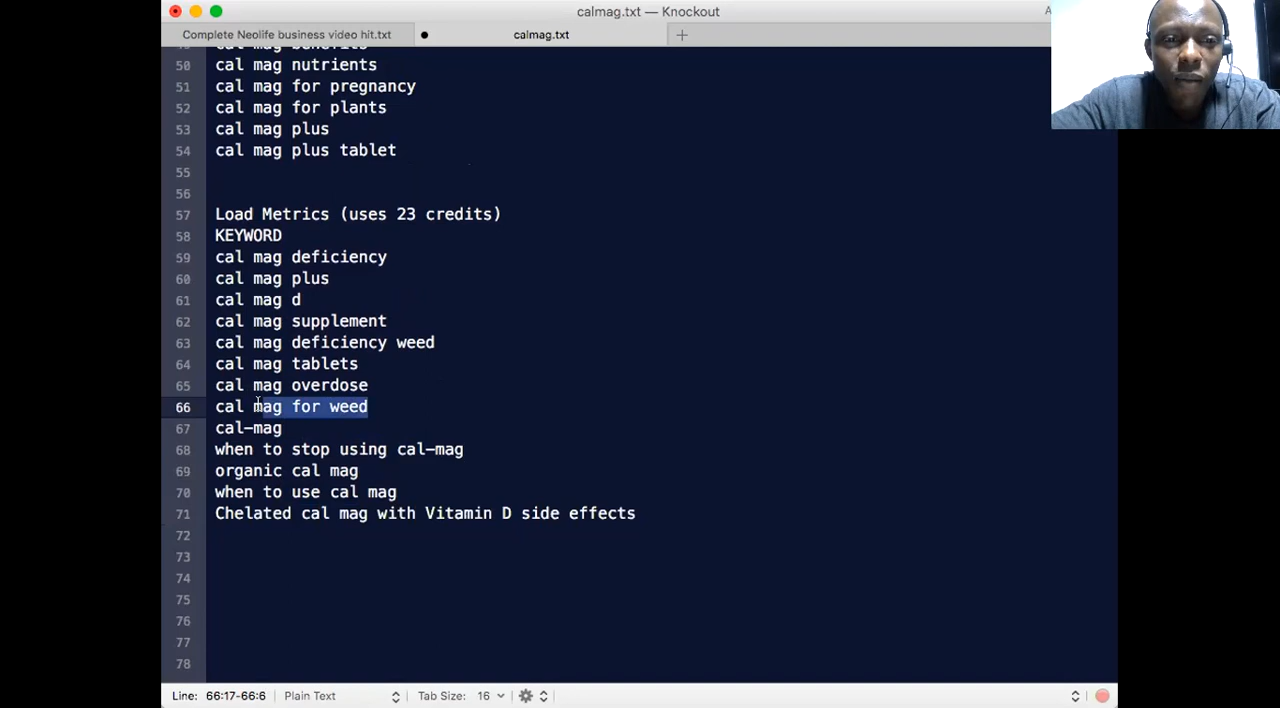 calmag.txt — Knockout
Complete Neolife business video hit.txt
calmag.txt
cal mag benefits
50 cal mag nutrients
51 cal mag for pregnancy
52 cal mag for plants
53 cal mag plus
54 cal mag plus tablet
55
56
57 Load Metrics (uses 23 credits)
58 KEYWORD
59 cal mag deficiency
60 cal mag plus
61 cal mag d
62 cal mag supplement
63 cal mag deficiency weed
64 cal mag tablets
65 cal mag overdose
66 cal mag for weed
67 cal-mag
68 when to stop using cal-mag
69 organic cal mag
70 when to use cal mag
71 Chelated cal mag with Vitamin D side effects
72
73
74
75
76
77
78
Line: 66:17-66:6 Plain Text Tab Size: 16